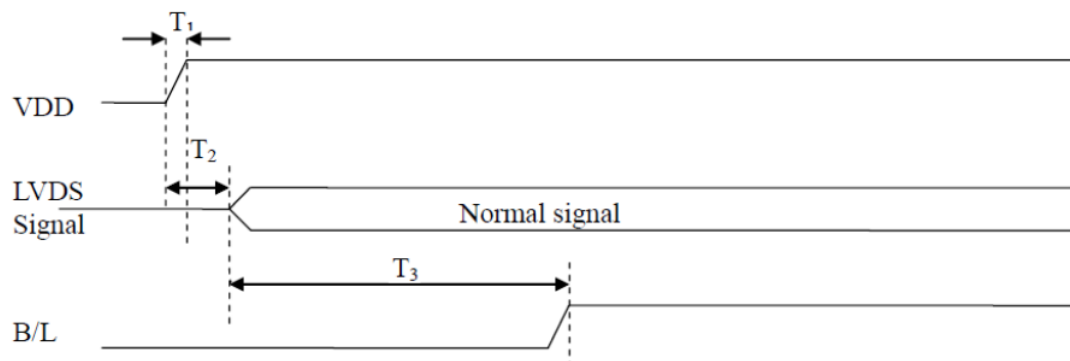 T₁
VDD
T₂
LVDS
Signal
Normal signal
T₃
B/L